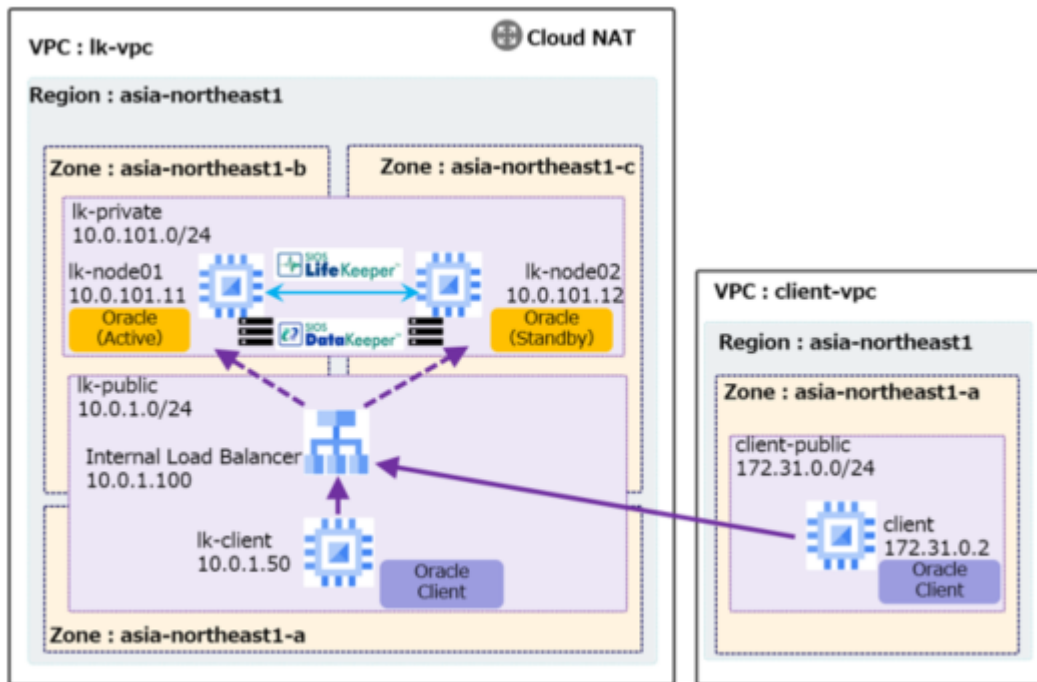 VPC : lk-vpc
Cloud NAT
Region : asia-northeast1
Zone : asia-northeast1-b
Zone : asia-northeast1-c
lk-private
10.0.101.0/24
lk-node01
10.0.101.11
Oracle
(Active)
SIOS
LifeKeeper™
SIOS
DataKeeper™
lk-node02
10.0.101.12
Oracle
(Standby)
lk-public
10.0.1.0/24
Internal Load Balancer
10.0.1.100
lk-client
10.0.1.50
Oracle
Client
Zone : asia-northeast1-a
VPC : client-vpc
Region : asia-northeast1
Zone : asia-northeast1-a
client-public
172.31.0.0/24
client
172.31.0.2
Oracle
Client